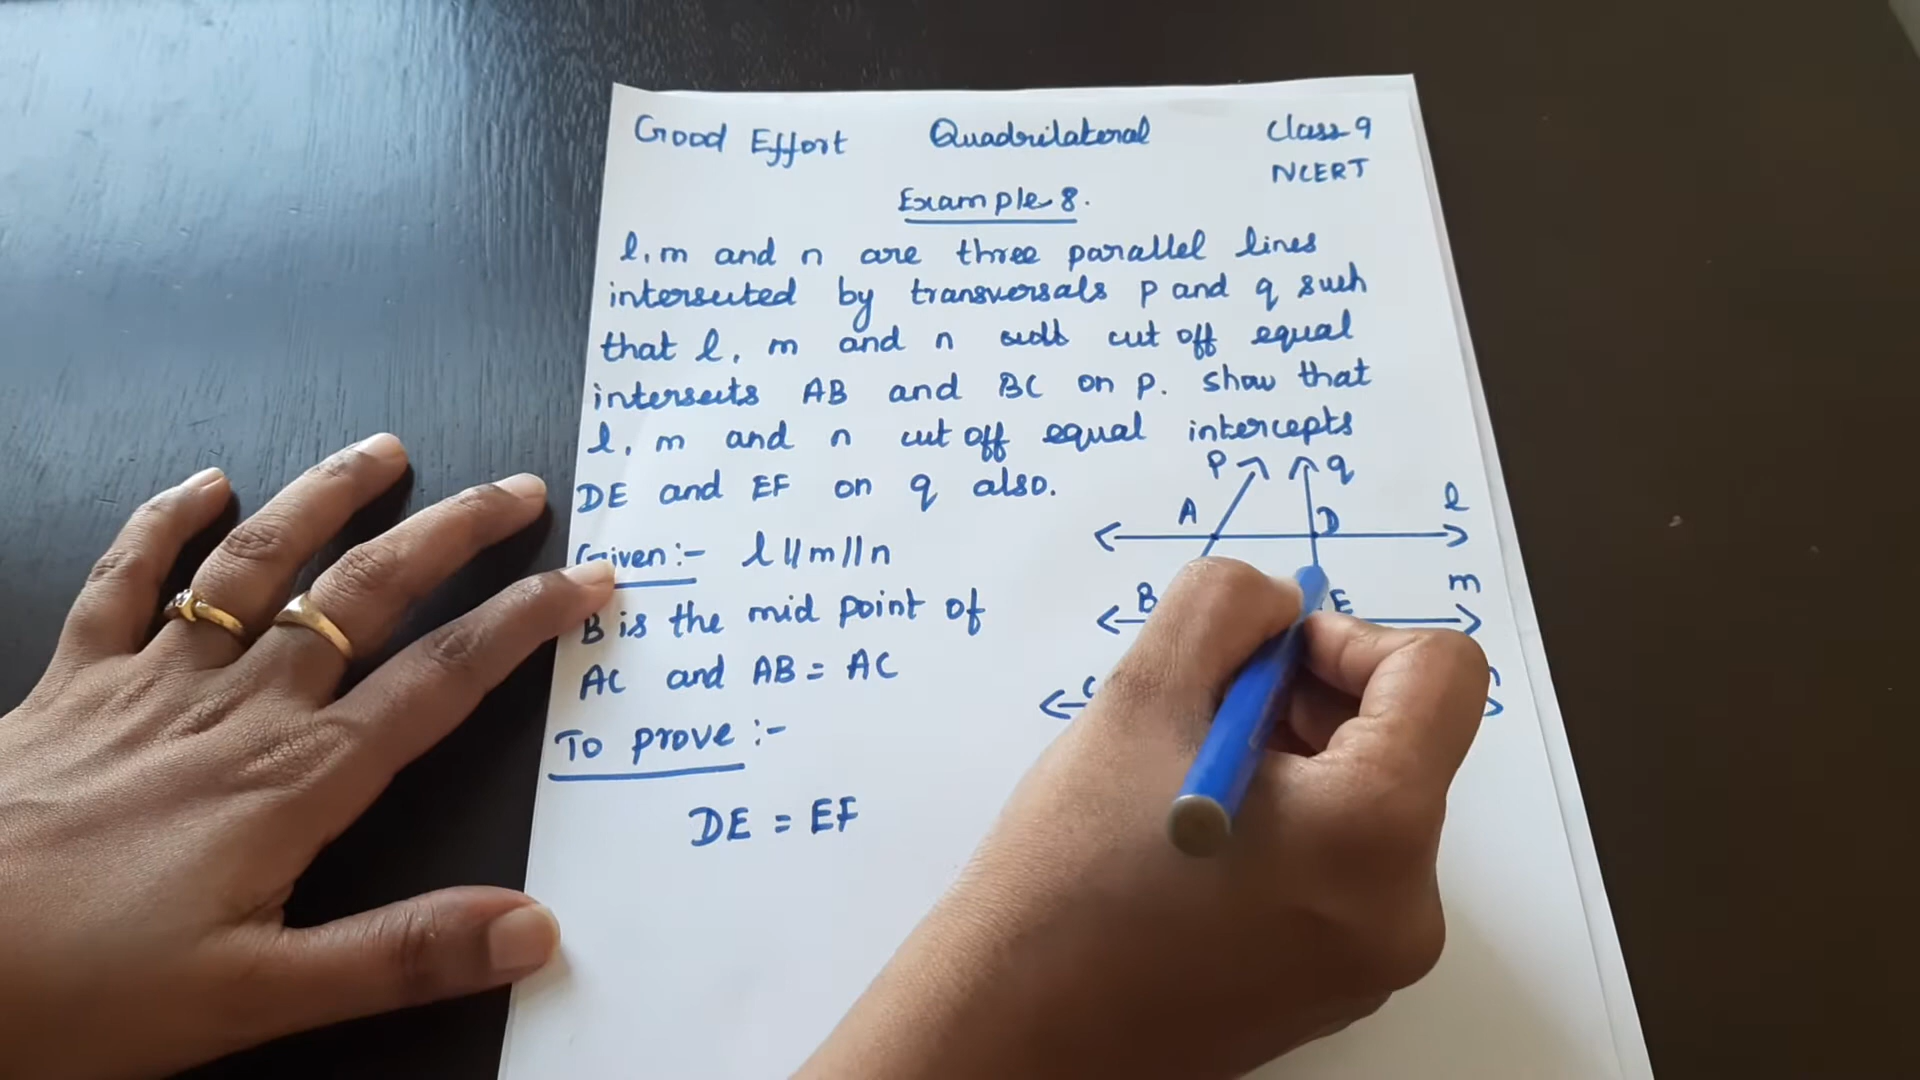 Good Effort Quadrilateral Class 9
NCERT
Example 8.
l, m and n are three parallel lines
intersected by transversals p and q such
that l, m and n cut off equal
intersects AB and BC on p. Show that
l, m and n cut off equal intercepts
DE and EF on q also.
Given:- l || m || n
B is the mid point of
AC and AB = AC
To prove :-
DE = EF
P q
A D l
B E m
C